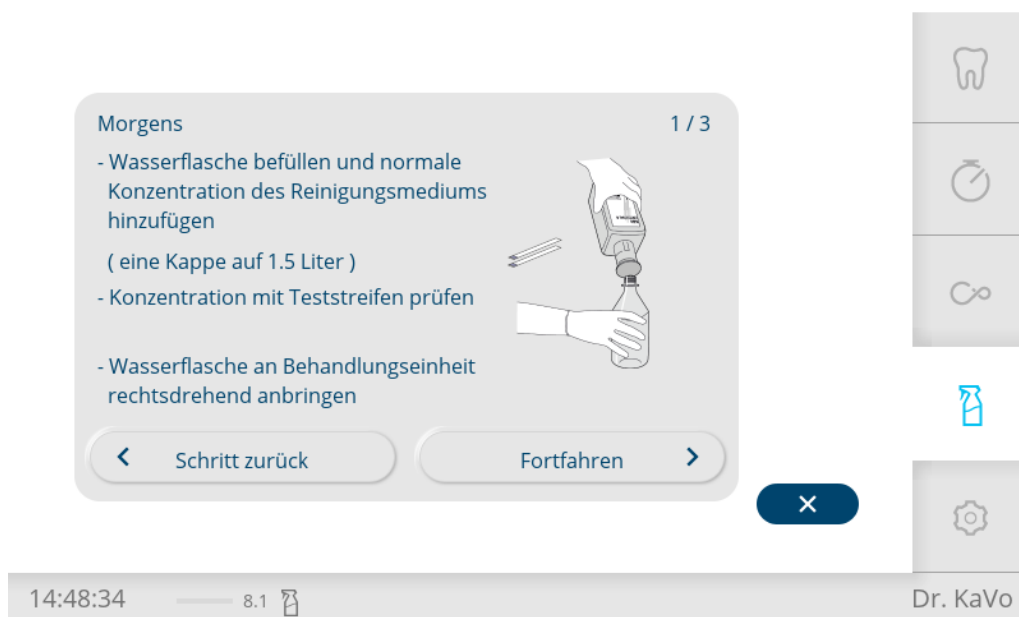 Morgens 1 / 3
- Wasserflasche befüllen und normale
Konzentration des Reinigungsmediums
hinzufügen
( eine Kappe auf 1.5 Liter )
- Konzentration mit Teststreifen prüfen
- Wasserflasche an Behandlungseinheit
rechtsdrehend anbringen
Schritt zurück Fortfahren
14:48:34 8.1 Dr. KaVo